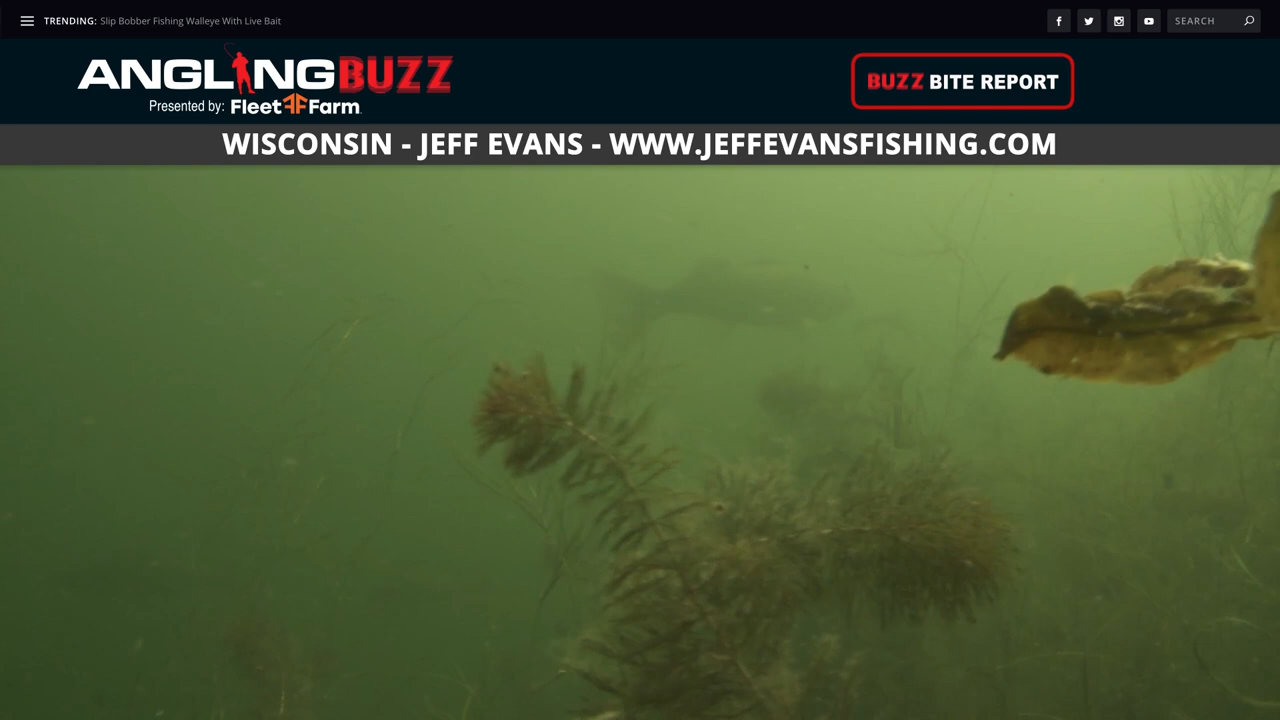 TRENDING: Slip Bobber Fishing Walleye With Live Bait
SEARCH
ANGLINGBUZZ
Presented by: Fleet Farm
BUZZ BITE REPORT
WISCONSIN - JEFF EVANS - WWW.JEFFEVANSFISHING.COM